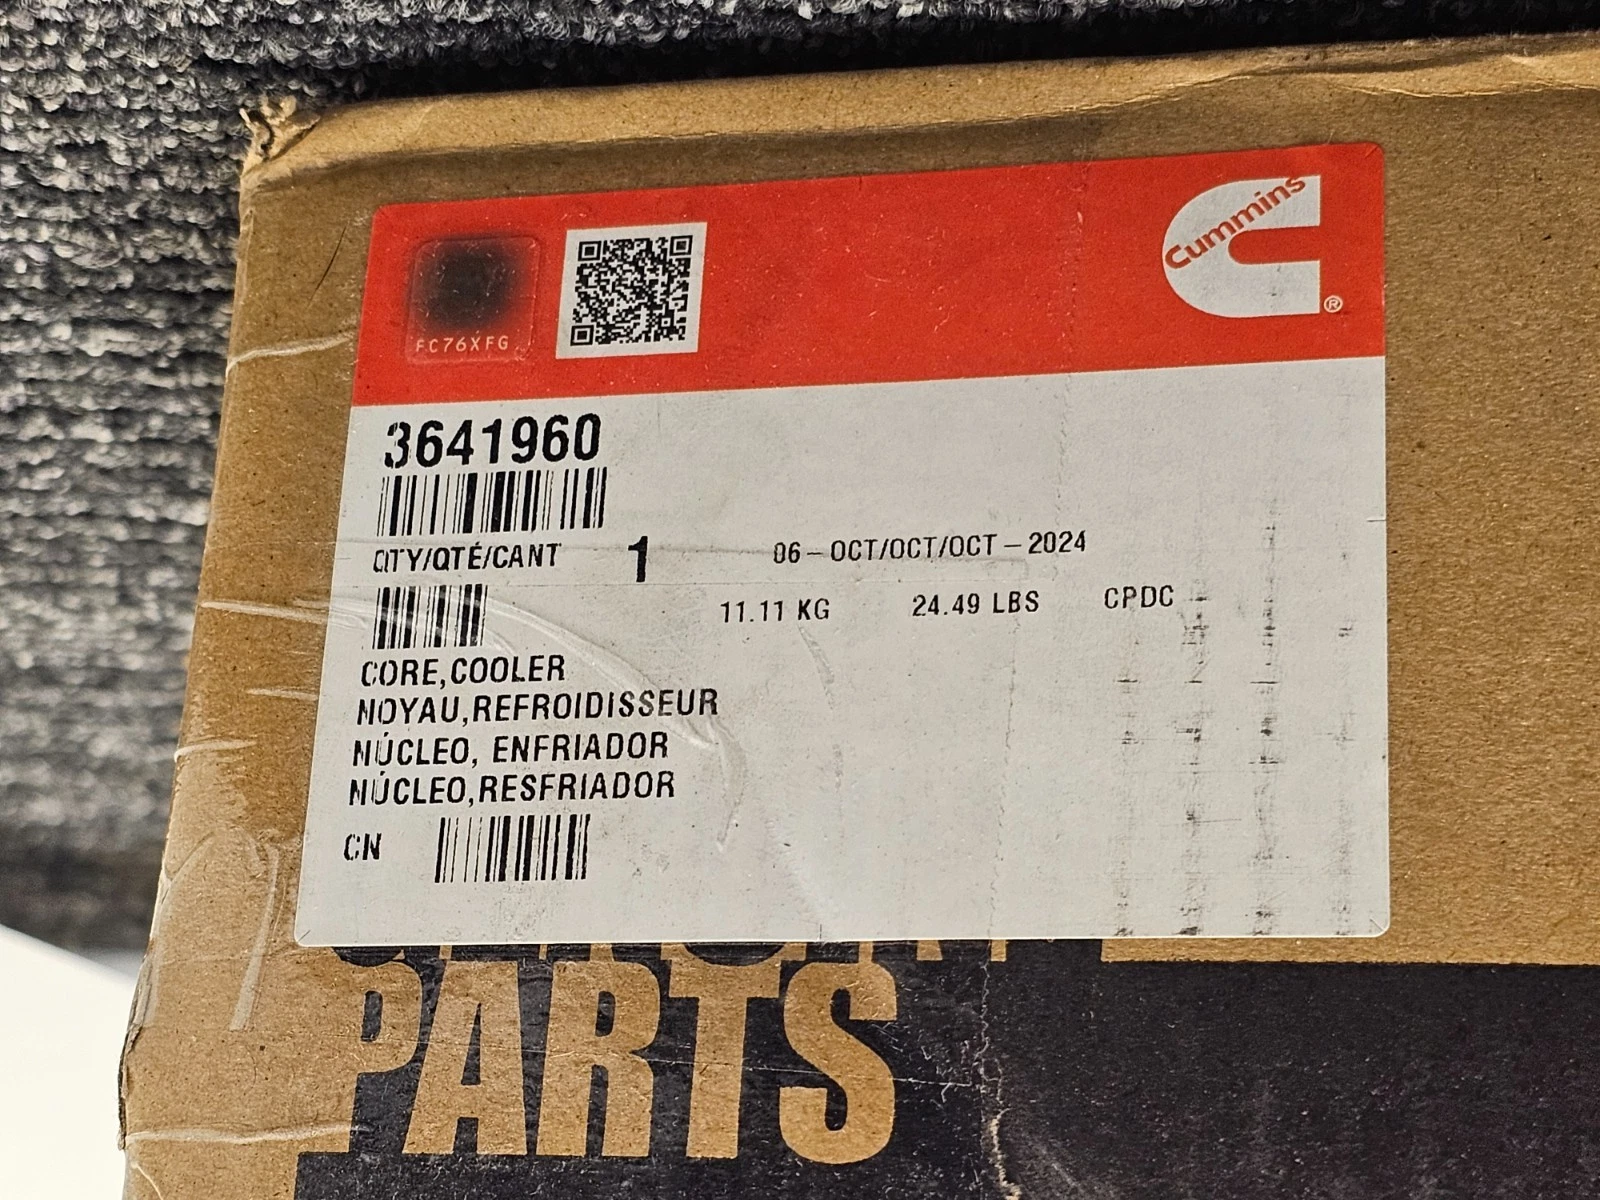 Cummins
®
FC76XFG
3641960
QTY/QTÉ/CANT 1 06-OCT/OCT/OCT-2024
11.11 KG 24.49 LBS CPDC
CORE,COOLER
NOYAU,REFROIDISSEUR
NÚCLEO, ENFRIADOR
NÚCLEO,RESFRIADOR
CN
PARTS